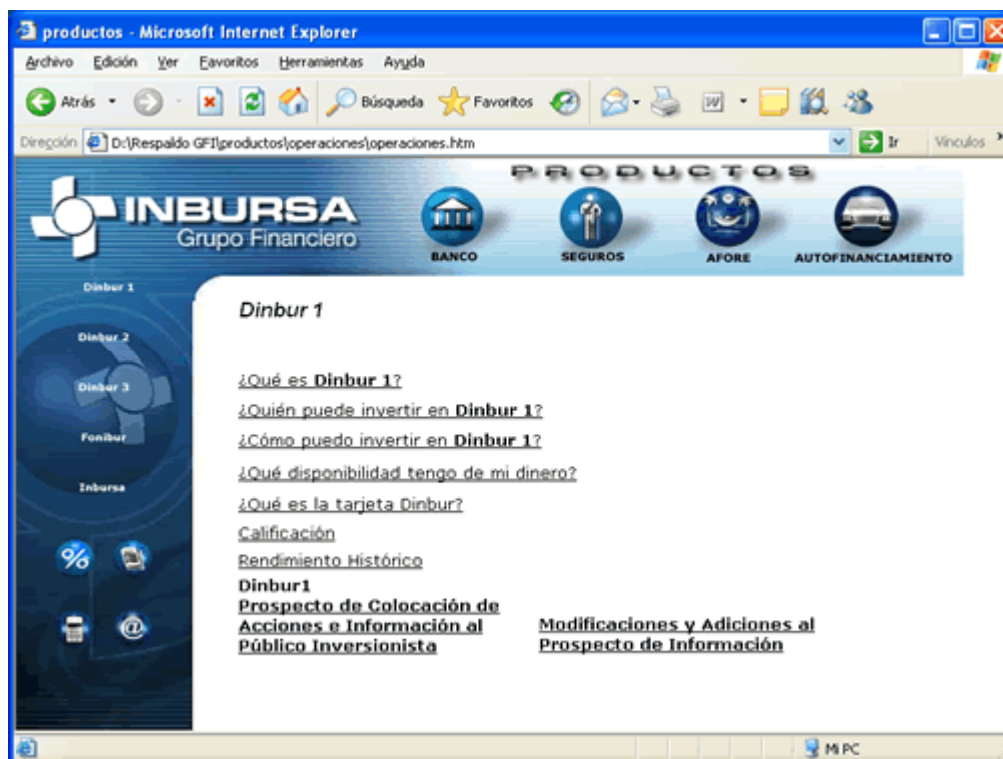 productos - Microsoft Internet Explorer
Archivo Edición Ver Favoritos Herramientas Ayuda
Atrás Búsqueda Favoritos
Dirección D:\Respaldo GFI\productos\operaciones\operaciones.htm Ir Vínculos »
PRODUCTOS
INBURSA
Grupo Financiero
BANCO SEGUROS AFORE AUTOFINANCIAMIENTO
Dinbur 1
Dinbur 2
Dinbur 3
Fonibur
Inbursa
%
@
Dinbur 1
¿Qué es Dinbur 1?
¿Quién puede invertir en Dinbur 1?
¿Cómo puedo invertir en Dinbur 1?
¿Qué disponibilidad tengo de mi dinero?
¿Qué es la tarjeta Dinbur?
Calificación
Rendimiento Histórico
Dinbur1
Prospecto de Colocación de
Acciones e Información al
Público Inversionista
Modificaciones y Adiciones al
Prospecto de Información
Mi PC